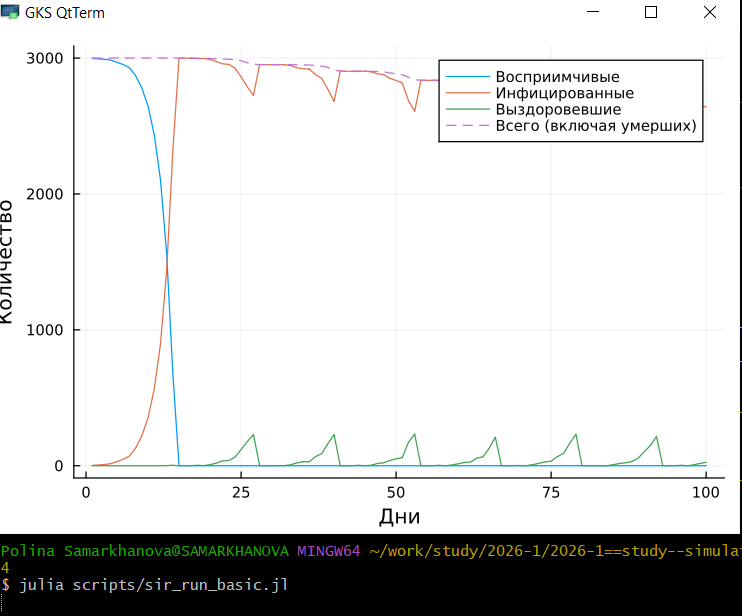 GKS QtTerm
3000
2000
1000
0
Количество
Восприимчивые
Инфицированные
Выздоровевшие
Всего (включая умерших)
0 25 50 75 100
Дни
Polina Samarkhanova@SAMARKHANOVA MINGW64 ~/work/study/2026-1/2026-1==study--simula
4
$ julia scripts/sir_run_basic.jl